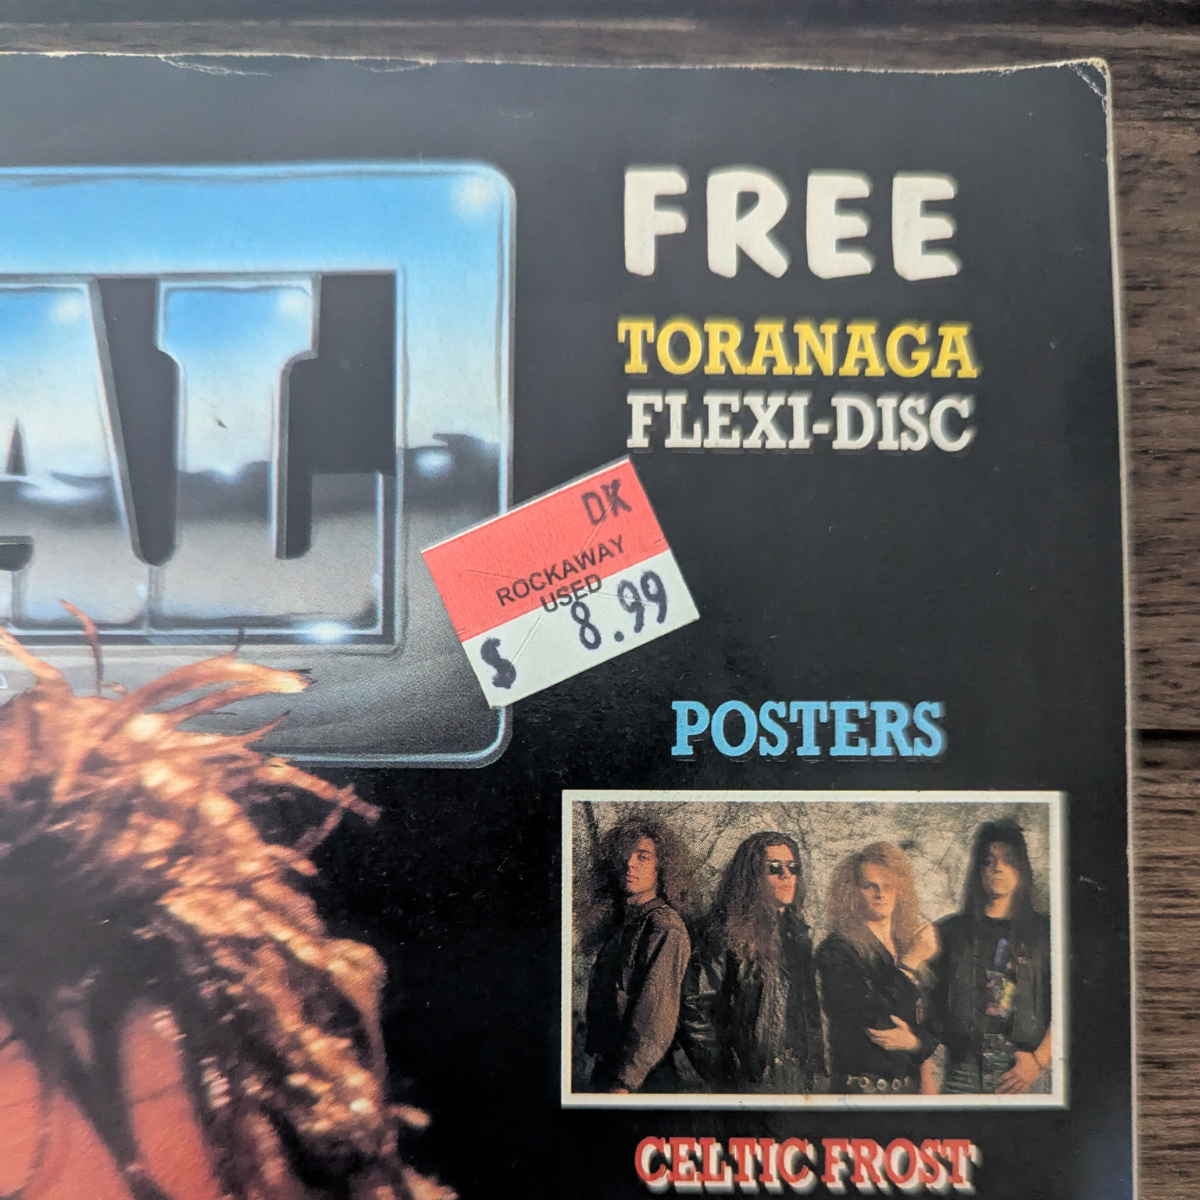 FREE
TORANAGA
FLEXI-DISC
DK
ROCKAWAY
USED
$ 8.99
POSTERS
CELTIC FROST